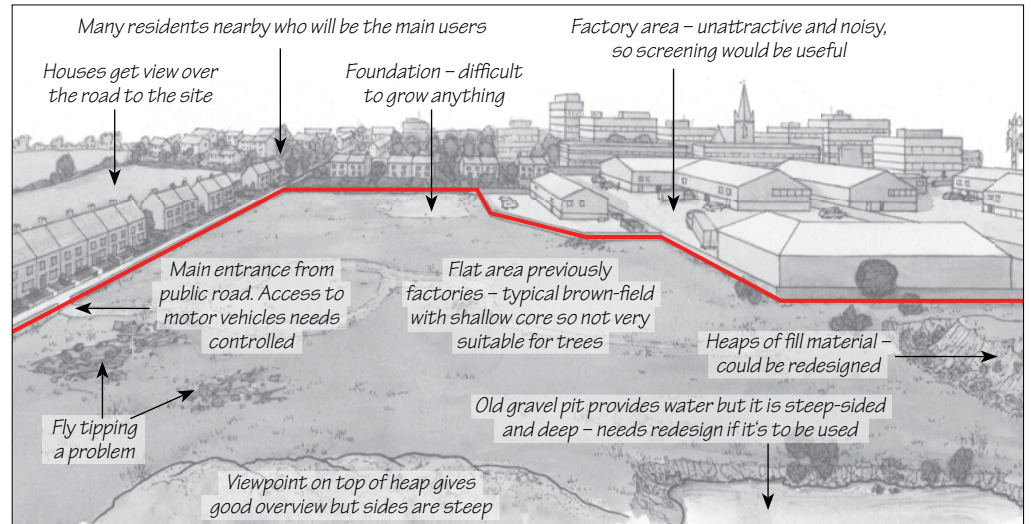 Many residents nearby who will be the main users
Factory area – unattractive and noisy,
so screening would be useful
Houses get view over
the road to the site
Foundation – difficult
to grow anything
Main entrance from
public road. Access to
motor vehicles needs
controlled
Flat area previously
factories – typical brown-field
with shallow core so not very
suitable for trees
Heaps of fill material –
could be redesigned
Fly tipping
a problem
Old gravel pit provides water but it is steep-sided
and deep – needs redesign if it's to be used
Viewpoint on top of heap gives
good overview but sides are steep